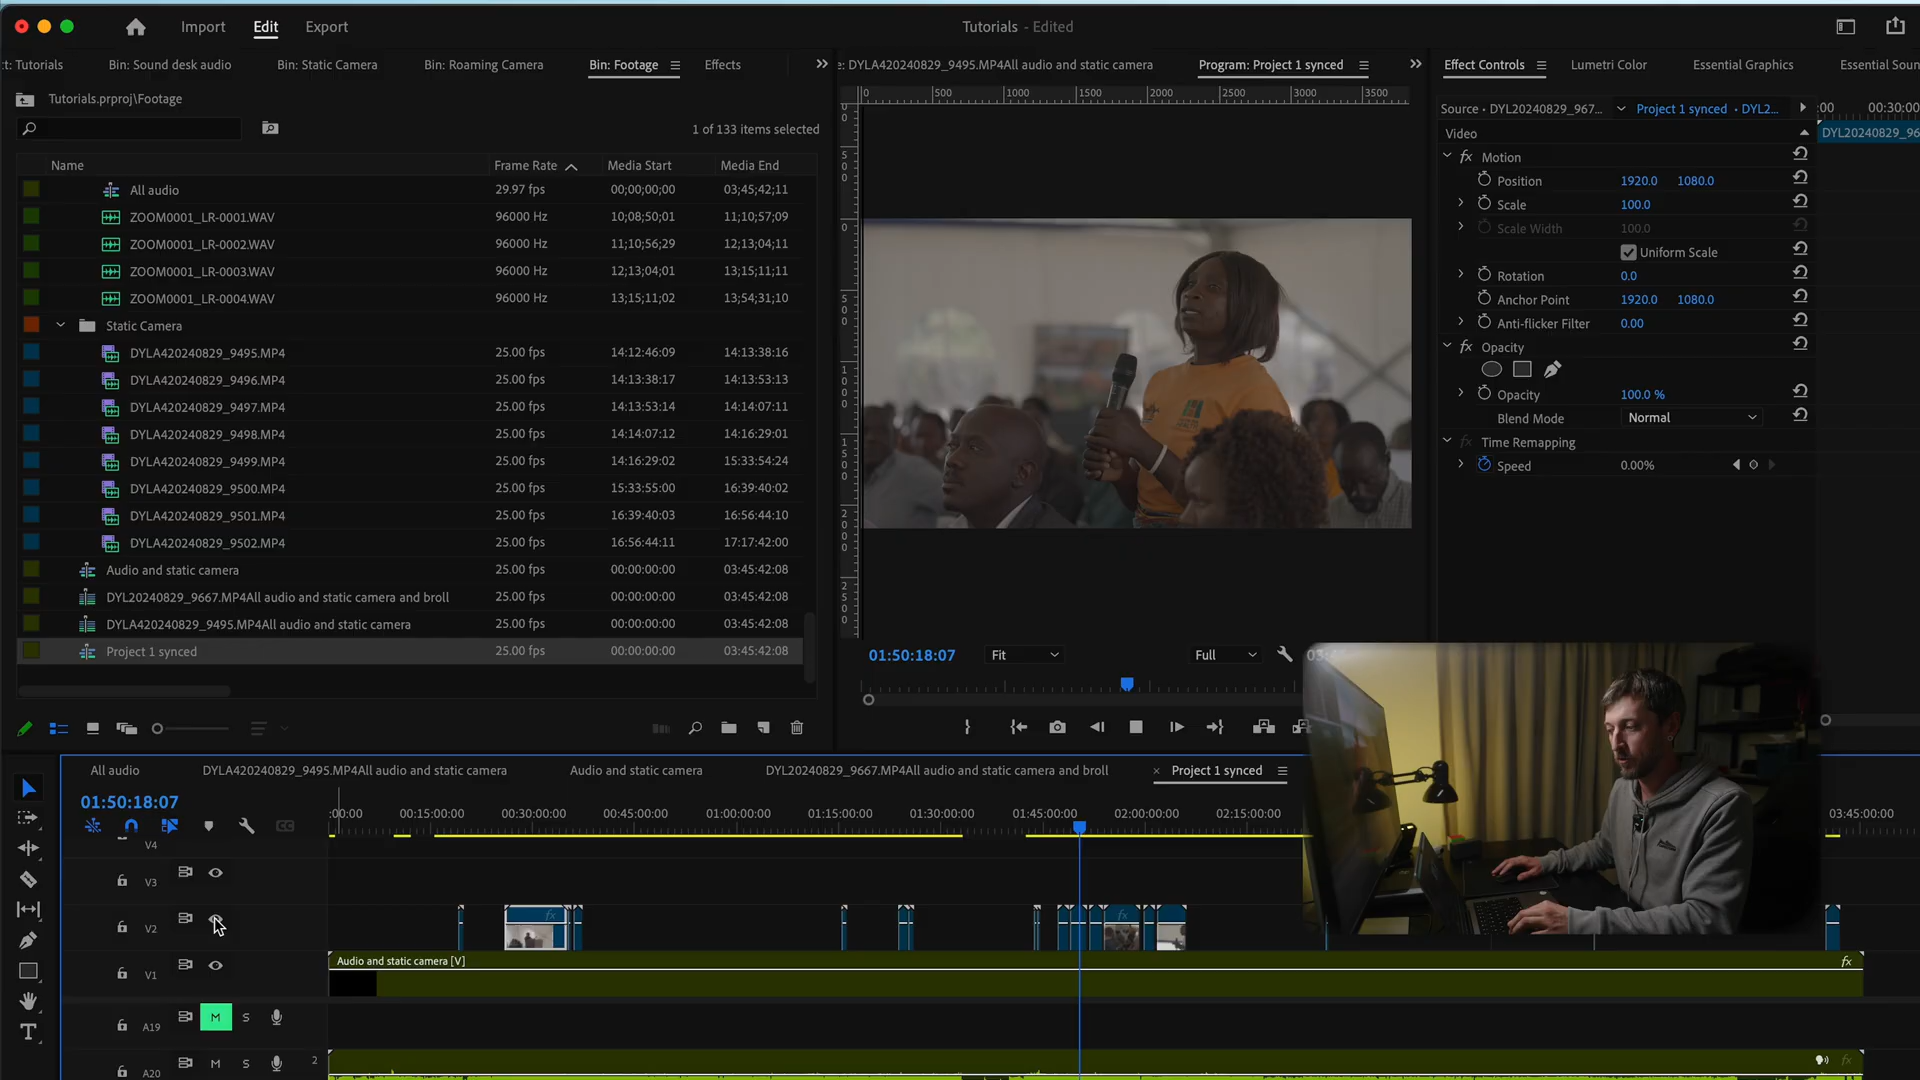 Import Edit Export Tutorials - Edited
t: Tutorials Bin: Sound desk audio Bin: Static Camera Bin: Roaming Camera Bin: Footage Effects
e: DYLA420240829_9495.MP4All audio and static camera Program: Project 1 synced
Effect Controls Lumetri Color Essential Graphics Essential Soun
Tutorials.prproj\Footage
1 of 133 items selected
Name Frame Rate Media Start Media End
All audio 29.97 fps 00;00;00;00 03;45;42;11
ZOOM0001_LR-0001.WAV 96000 Hz 10;08;50;01 11;10;57;09
ZOOM0001_LR-0002.WAV 96000 Hz 11;10;56;29 12;13;04;11
ZOOM0001_LR-0003.WAV 96000 Hz 12;13;04;01 13;15;11;11
ZOOM0001_LR-0004.WAV 96000 Hz 13;15;11;02 13;54;31;10
Static Camera
DYLA420240829_9495.MP4 25.00 fps 14:12:46:09 14:13:38:16
DYLA420240829_9496.MP4 25.00 fps 14:13:38:17 14:13:53:13
DYLA420240829_9497.MP4 25.00 fps 14:13:53:14 14:14:07:11
DYLA420240829_9498.MP4 25.00 fps 14:14:07:12 14:16:29:01
DYLA420240829_9499.MP4 25.00 fps 14:16:29:02 15:33:54:24
DYLA420240829_9500.MP4 25.00 fps 15:33:55:00 16:39:40:02
DYLA420240829_9501.MP4 25.00 fps 16:39:40:03 16:56:44:10
DYLA420240829_9502.MP4 25.00 fps 16:56:44:11 17:17:42:00
Audio and static camera 25.00 fps 00:00:00:00 03:45:42:08
DYL20240829_9667.MP4All audio and static camera and broll 25.00 fps 00:00:00:00 03:45:42:08
DYLA420240829_9495.MP4All audio and static camera 25.00 fps 00:00:00:00 03:45:42:08
Project 1 synced 25.00 fps 00:00:00:00 03:45:42:08
0 500 1000 1500 2000 2500 3000 3500
0
0
500
1000
1500
2000
2500
01:50:18:07 Fit Full
Source • DYL20240829_967... Project 1 synced • DYL2... :00 00:30:00
Video DYL20240829_96
fx Motion
Position 1920.0 1080.0
Scale 100.0
Scale Width 100.0
Uniform Scale
Rotation 0.0
Anchor Point 1920.0 1080.0
Anti-flicker Filter 0.00
fx Opacity
Opacity 100.0 %
Blend Mode Normal
fx Time Remapping
Speed 0.00%
All audio DYLA420240829_9495.MP4All audio and static camera Audio and static camera DYL20240829_9667.MP4All audio and static camera and broll × Project 1 synced
01:50:18:07 :00:00 00:15:00:00 00:30:00:00 00:45:00:00 01:00:00:00 01:15:00:00 01:30:00:00 01:45:00:00 02:00:00:00 02:15:00:00 03:45:00:00
CC
V4
V3
V2 fx fx
V1 Audio and static camera [V] fx
A19 M S
A20 M S 2 fx
T